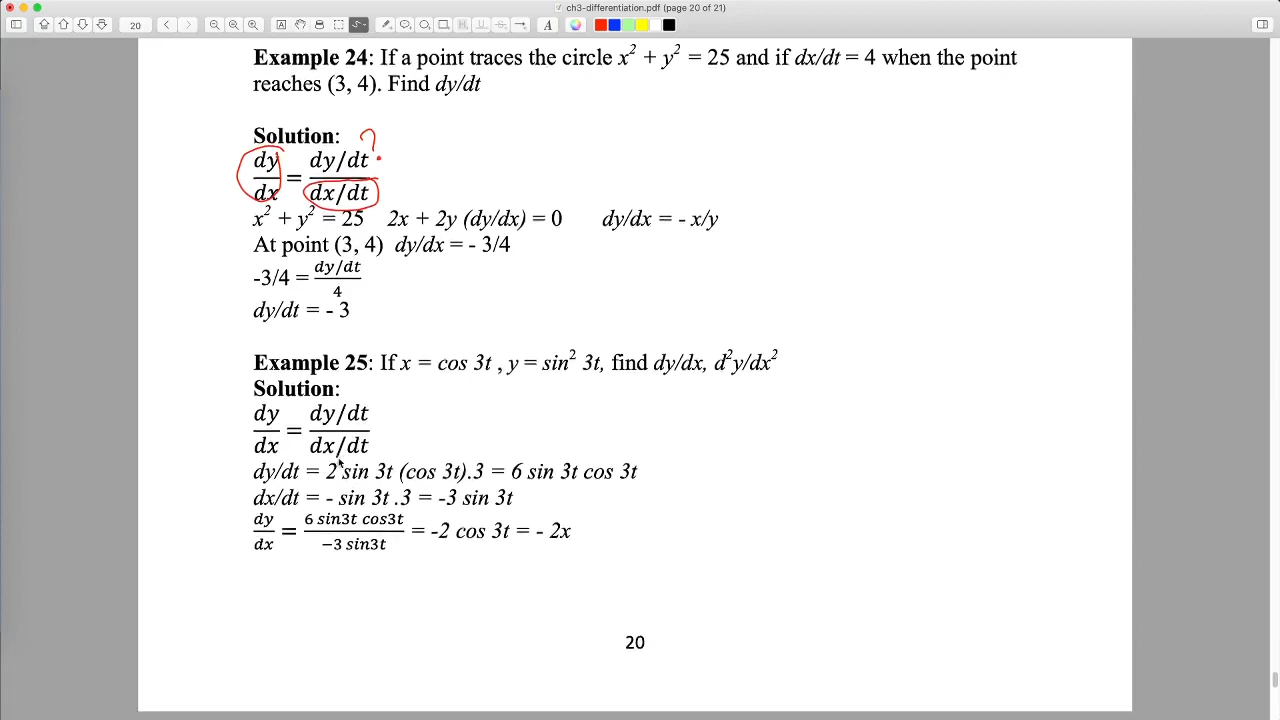 ch3-differentiation.pdf (page 20 of 21)
20
Example 24: If a point traces the circle x² + y² = 25 and if dx/dt = 4 when the point
reaches (3, 4). Find dy/dt
Solution: ?
dy/dx = (dy/dt)/(dx/dt)
x² + y² = 25 2x + 2y (dy/dx) = 0 dy/dx = - x/y
At point (3, 4) dy/dx = - 3/4
-3/4 = (dy/dt)/4
dy/dt = - 3
Example 25: If x = cos 3t , y = sin² 3t, find dy/dx, d²y/dx²
Solution:
dy/dx = (dy/dt)/(dx/dt)
dy/dt = 2 sin 3t (cos 3t).3 = 6 sin 3t cos 3t
dx/dt = - sin 3t .3 = -3 sin 3t
dy/dx = (6 sin3t cos3t)/(−3 sin3t) = -2 cos 3t = - 2x
20